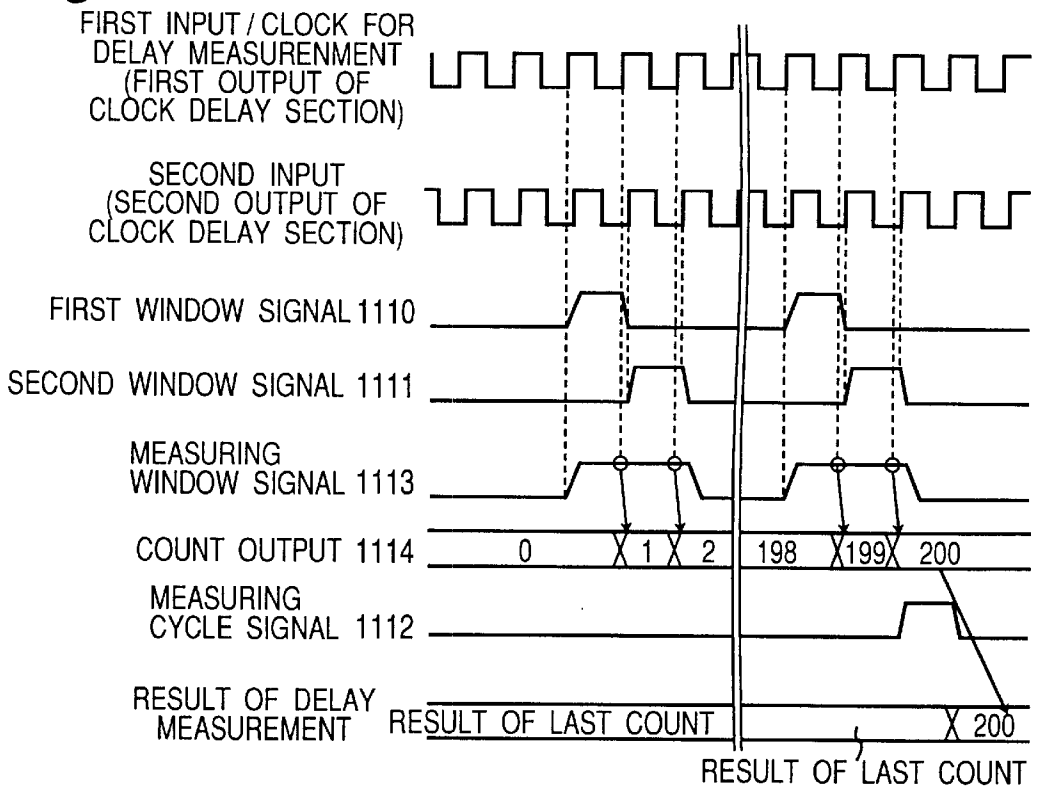 FIRST INPUT / CLOCK FOR
DELAY MEASURENMENT
(FIRST OUTPUT OF
CLOCK DELAY SECTION)
SECOND INPUT
(SECOND OUTPUT OF
CLOCK DELAY SECTION)
FIRST WINDOW SIGNAL 1110
SECOND WINDOW SIGNAL 1111
MEASURING
WINDOW SIGNAL 1113
COUNT OUTPUT 1114
0 1 2 198 199 200
MEASURING
CYCLE SIGNAL 1112
RESULT OF DELAY
MEASUREMENT
RESULT OF LAST COUNT
200
RESULT OF LAST COUNT